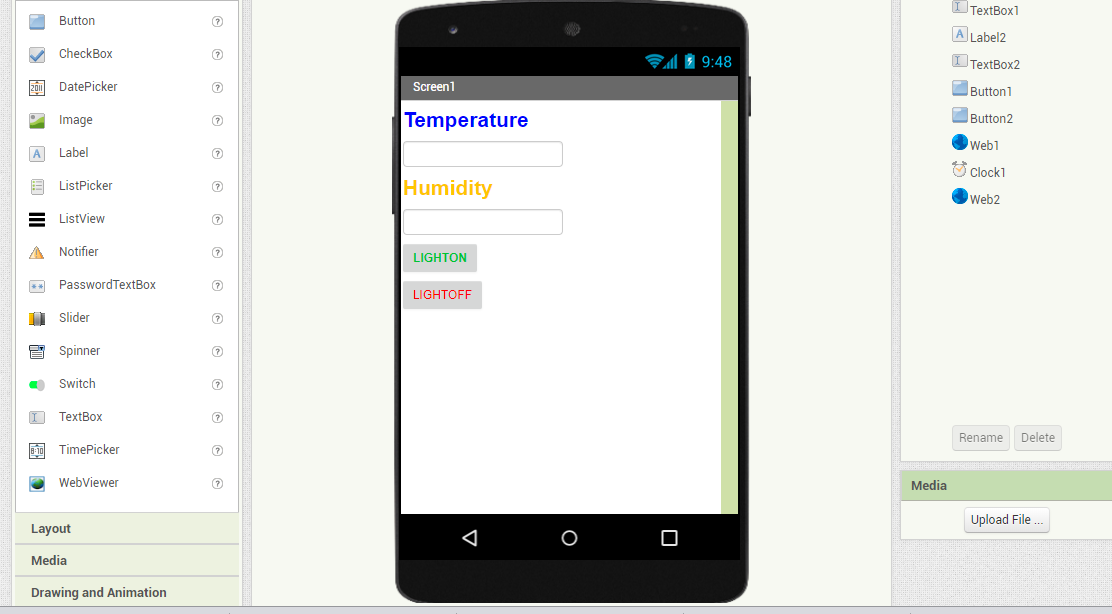 Button
CheckBox
DatePicker
Image
Label
ListPicker
ListView
Notifier
PasswordTextBox
Slider
Spinner
Switch
TextBox
TimePicker
WebViewer
Layout
Media
Drawing and Animation
9:48
Screen1
Temperature
Humidity
LIGHTON
LIGHTOFF
TextBox1
Label2
TextBox2
Button1
Button2
Web1
Clock1
Web2
Rename Delete
Media
Upload File ...